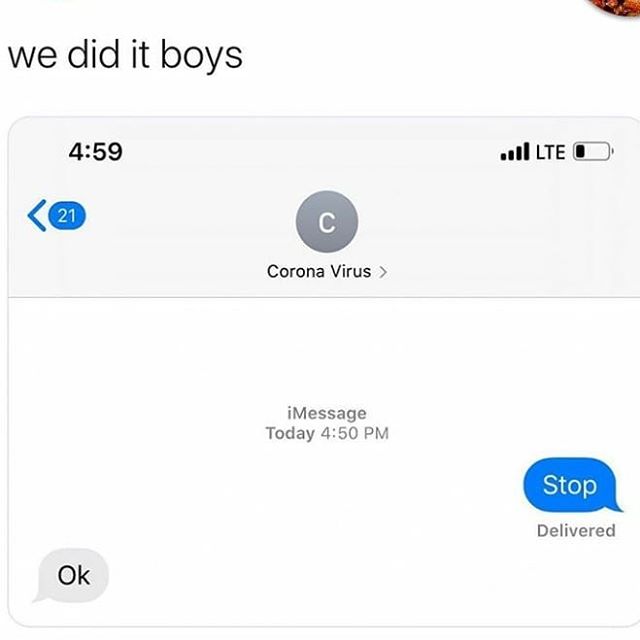 we did it boys
4:59 LTE
21
C
Corona Virus >
iMessage
Today 4:50 PM
Stop
Delivered
Ok